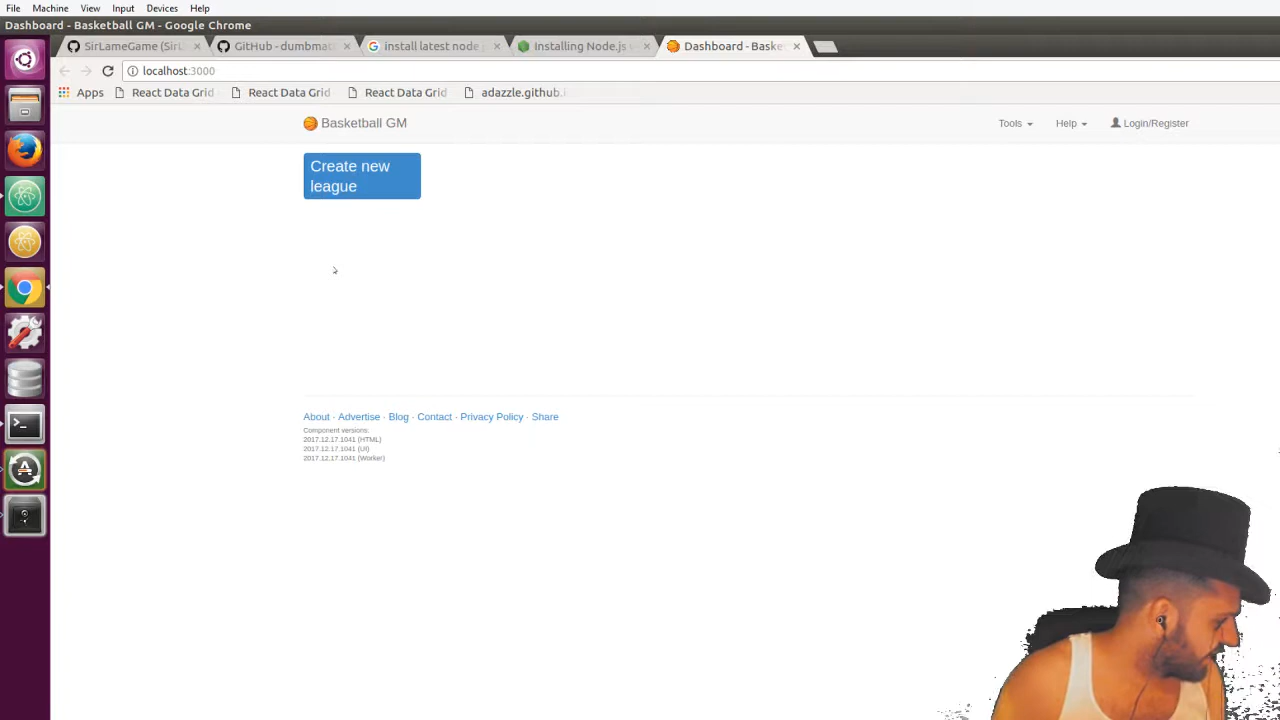 File Machine View Input Devices Help
Dashboard - Basketball GM - Google Chrome
SirLameGame (SirL GitHub - dumbmat install latest node j Installing Node.js v Dashboard - Basket
localhost:3000
Apps React Data Grid React Data Grid React Data Grid adazzle.github.i
Basketball GM Tools Help Login/Register
Create new
league
About · Advertise · Blog · Contact · Privacy Policy · Share
Component versions:
2017.12.17.1041 (HTML)
2017.12.17.1041 (UI)
2017.12.17.1041 (Worker)